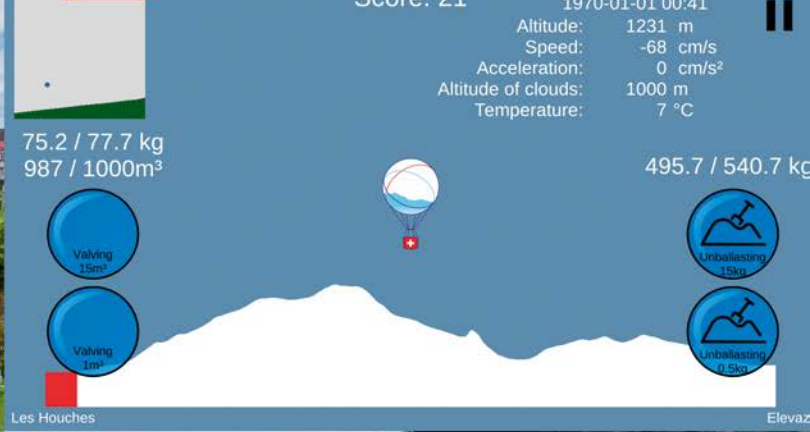 Score: 21
1970-01-01 00:41
Altitude: 1231 m
Speed: -68 cm/s
Acceleration: 0 cm/s²
Altitude of clouds: 1000 m
Temperature: 7 °C
75.2 / 77.7 kg
987 / 1000m³
495.7 / 540.7 kg
Valving
15m³
Unballasting
15kg
Valving
1m³
Unballasting
0.5kg
Les Houches
Elevaz